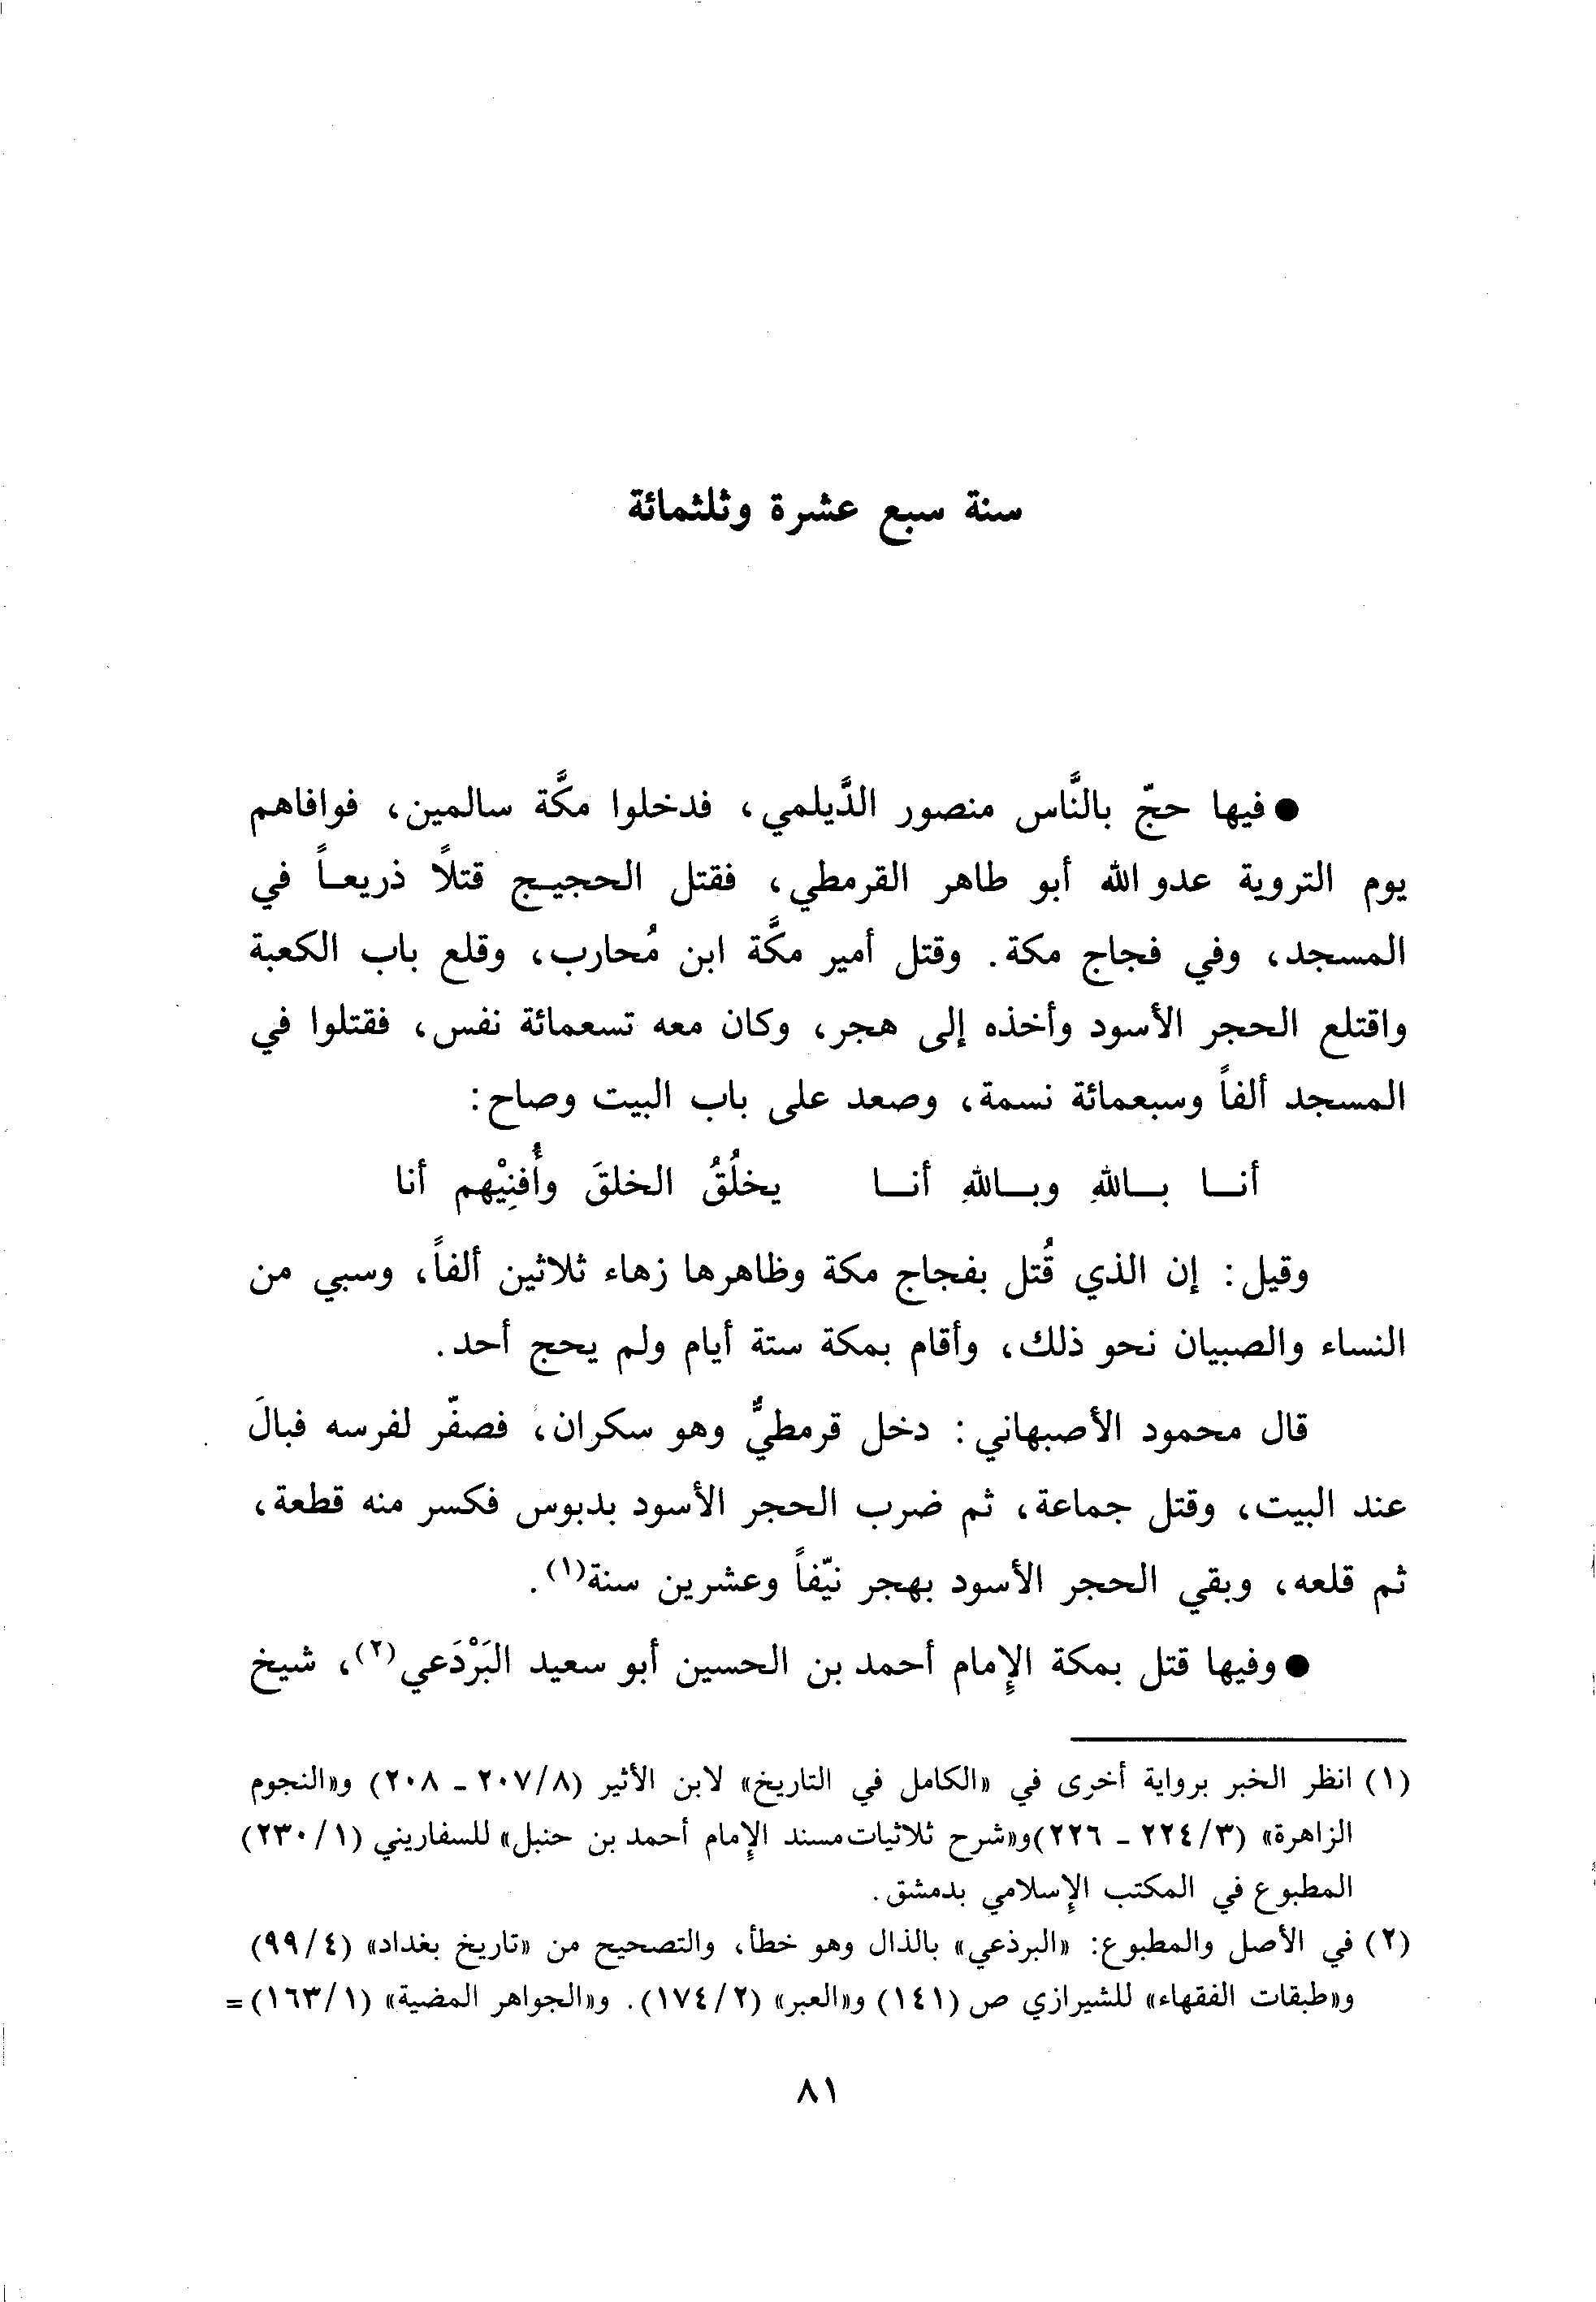 سنة سبع عشرة وثلثمائة
● فيها حجّ بالنَّاس منصور الدَّيلمي، فدخلوا مكَّة سالمين، فوافاهم
يوم التروية عدو الله أبو طاهر القرمطي، فقتل الحجيج قتلاً ذريعاً في
المسجد، وفي فجاج مكة. وقتل أمير مكَّة ابن مُحارب، وقلع باب الكعبة
واقتلع الحجر الأسود وأخذه إلى هجر، وكان معه تسعمائة نفس، فقتلوا في
المسجد ألفاً وسبعمائة نسمة، وصعد على باب البيت وصاح:
أنا باللهِ وباللهِ أنا يخلُقُ الخلقَ وأُفنِيْهم أنا
وقيل: إن الذي قُتل بفجاج مكة وظاهرها زهاء ثلاثين ألفاً، وسبي من
النساء والصبيان نحو ذلك، وأقام بمكة ستة أيام ولم يحج أحد.
قال محمود الأصبهاني: دخل قرمطيٌّ وهو سكران، فصفّر لفرسه فبالَ
عند البيت، وقتل جماعة، ثم ضرب الحجر الأسود بدبوس فكسر منه قطعة،
ثم قلعه، وبقي الحجر الأسود بهجر نيّفاً وعشرين سنة(١).
● وفيها قتل بمكة الإمام أحمد بن الحسين أبو سعيد البَرْدَعي(٢)، شيخ
(١) انظر الخبر برواية أخرى في «الكامل في التاريخ» لابن الأثير (٨/٢٠٧ - ٢٠٨) و«النجوم
الزاهرة» (٣/٢٢٤ - ٢٢٦) و«شرح ثلاثيات مسند الإمام أحمد بن حنبل» للسفاريني (١/٢٣٠)
المطبوع في المكتب الإسلامي بدمشق.
(٢) في الأصل والمطبوع: «البرذعي» بالذال وهو خطأ، والتصحيح من «تاريخ بغداد» (٤/٩٩)
و«طبقات الفقهاء» للشيرازي ص (١٤١) و«العبر» (٢/١٧٤). و«الجواهر المضية» (١/١٦٣) =
٨١